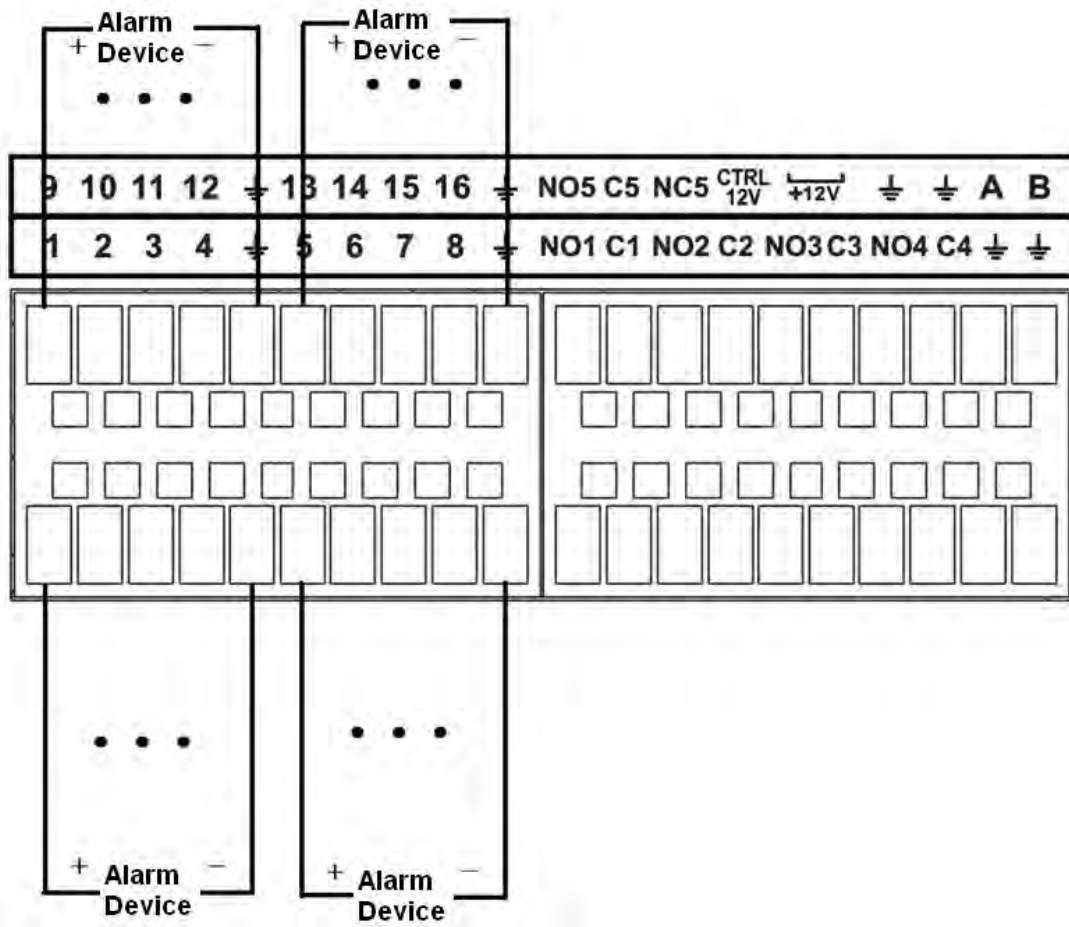 Alarm
+ Device −
Alarm
+ Device −
9 10 11 12 ⏚ 13 14 15 16 ⏚ NO5 C5 NC5 CTRL 12V +12V ⏚ ⏚ A B
1 2 3 4 ⏚ 5 6 7 8 ⏚ NO1 C1 NO2 C2 NO3 C3 NO4 C4 ⏚ ⏚
+ Alarm −
Device
+ Alarm −
Device